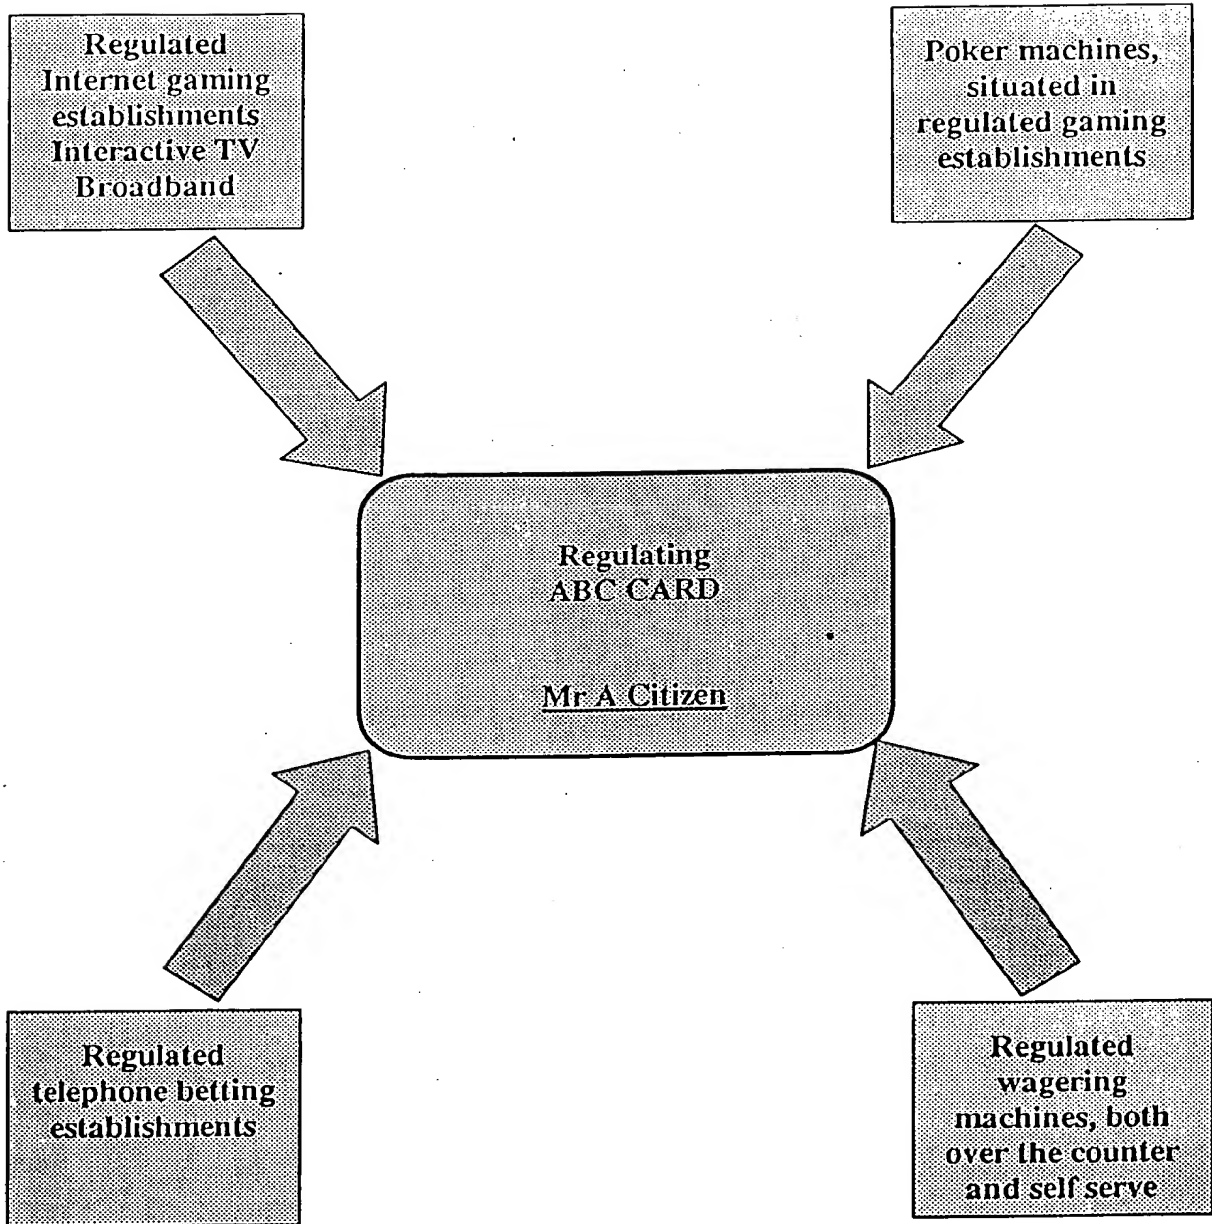 Regulated
Internet gaming
establishments
Interactive TV
Broadband
Poker machines,
situated in
regulated gaming
establishments
Regulating
ABC CARD
Mr A Citizen
Regulated
telephone betting
establishments
Regulated
wagering
machines, both
over the counter
and self serve